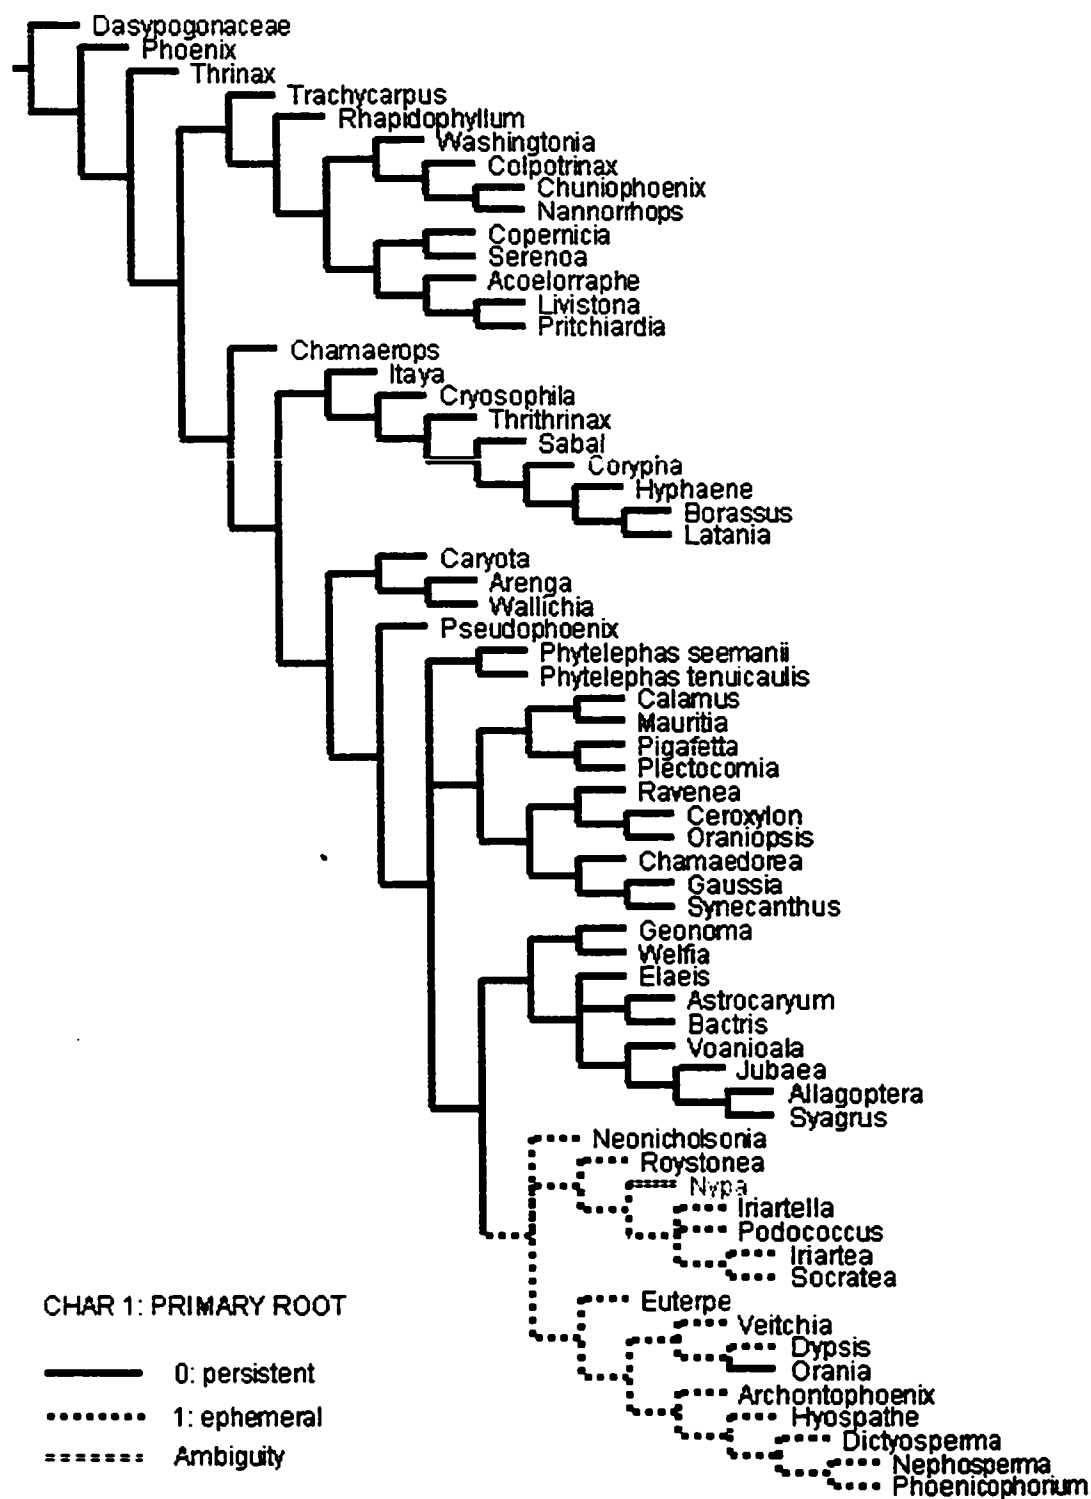 Dasypogonaceae
Phoenix
Thrinax
Trachycarpus
Rhapidophyllum
Washingtonia
Colpotrinax
Chuniophoenix
Nannorrhops
Copernicia
Serenoa
Acoelorraphe
Livistona
Pritchiardia
Chamaerops
Itaya
Cryosophila
Thrithrinax
Sabal
Corypha
Hyphaene
Borassus
Latania
Caryota
Arenga
Wallichia
Pseudophoenix
Phytelephas seemanii
Phytelephas tenuicaulis
Calamus
Mauritia
Pigafetta
Plectocomia
Ravenea
Ceroxylon
Oraniopsis
Chamaedorea
Gaussia
Synecanthus
Geonoma
Welfia
Elaeis
Astrocaryum
Bactris
Voanioala
Jubaea
Allagoptera
Syagrus
Neonicholsonia
Roystonea
Nypa
Iriartella
Podococcus
Iriartea
Socratea
Euterpe
Veitchia
Dypsis
Orania
Archontophoenix
Hyospathe
Dictyosperma
Nephosperma
Phoenicophorium
CHAR 1: PRIMARY ROOT
0: persistent
1: ephemeral
Ambiguity